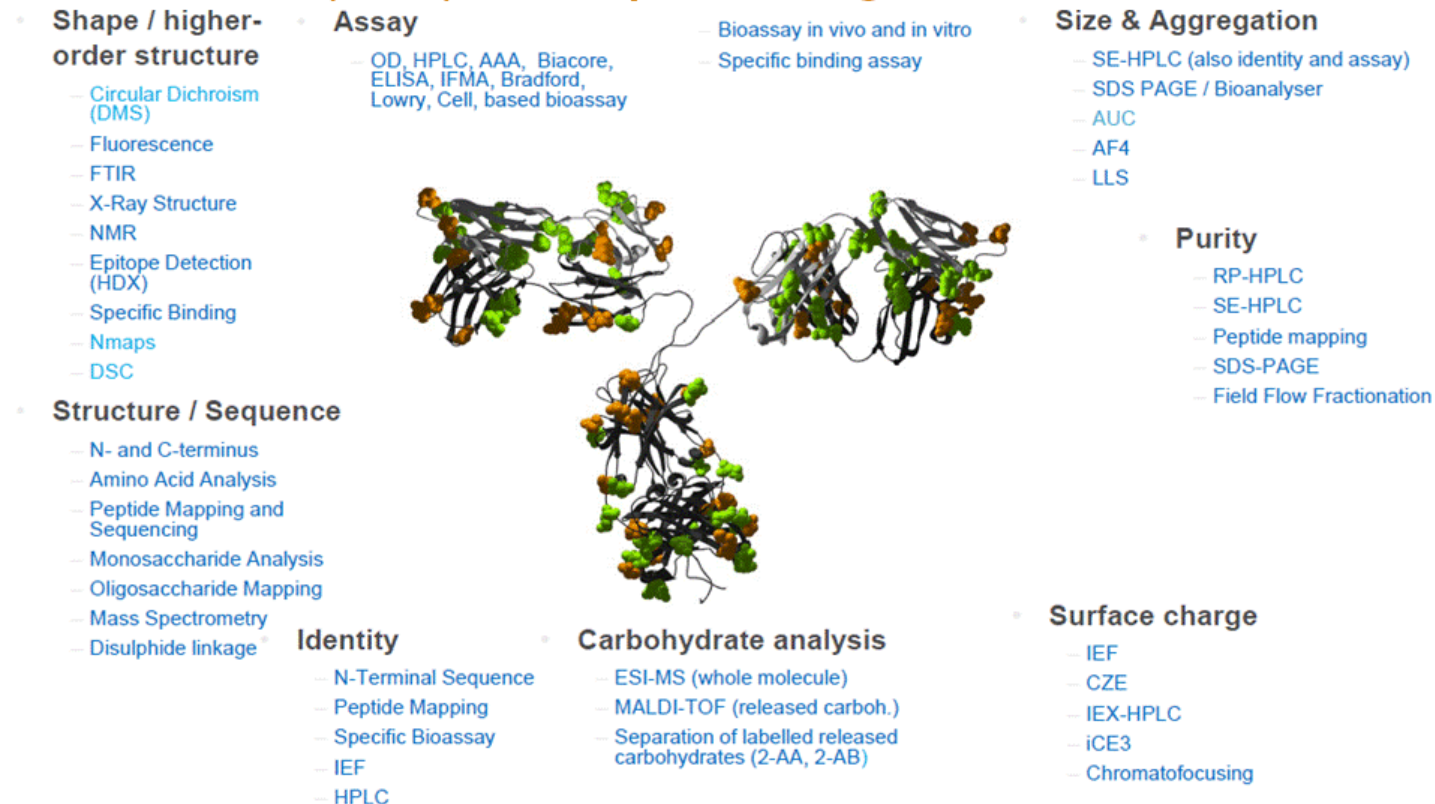 Shape / higher-
order structure
Circular Dichroism
(DMS)
Fluorescence
FTIR
X-Ray Structure
NMR
Epitope Detection
(HDX)
Specific Binding
Nmaps
DSC
Structure / Sequence
N- and C-terminus
Amino Acid Analysis
Peptide Mapping and
Sequencing
Monosaccharide Analysis
Oligosaccharide Mapping
Mass Spectrometry
Disulphide linkage
Assay
OD, HPLC, AAA, Biacore,
ELISA, IFMA, Bradford,
Lowry, Cell, based bioassay
Bioassay in vivo and in vitro
Specific binding assay
Size & Aggregation
SE-HPLC (also identity and assay)
SDS PAGE / Bioanalyser
AUC
AF4
LLS
Purity
RP-HPLC
SE-HPLC
Peptide mapping
SDS-PAGE
Field Flow Fractionation
Identity
N-Terminal Sequence
Peptide Mapping
Specific Bioassay
IEF
HPLC
Carbohydrate analysis
ESI-MS (whole molecule)
MALDI-TOF (released carboh.)
Separation of labelled released
carbohydrates (2-AA, 2-AB)
Surface charge
IEF
CZE
IEX-HPLC
iCE3
Chromatofocusing